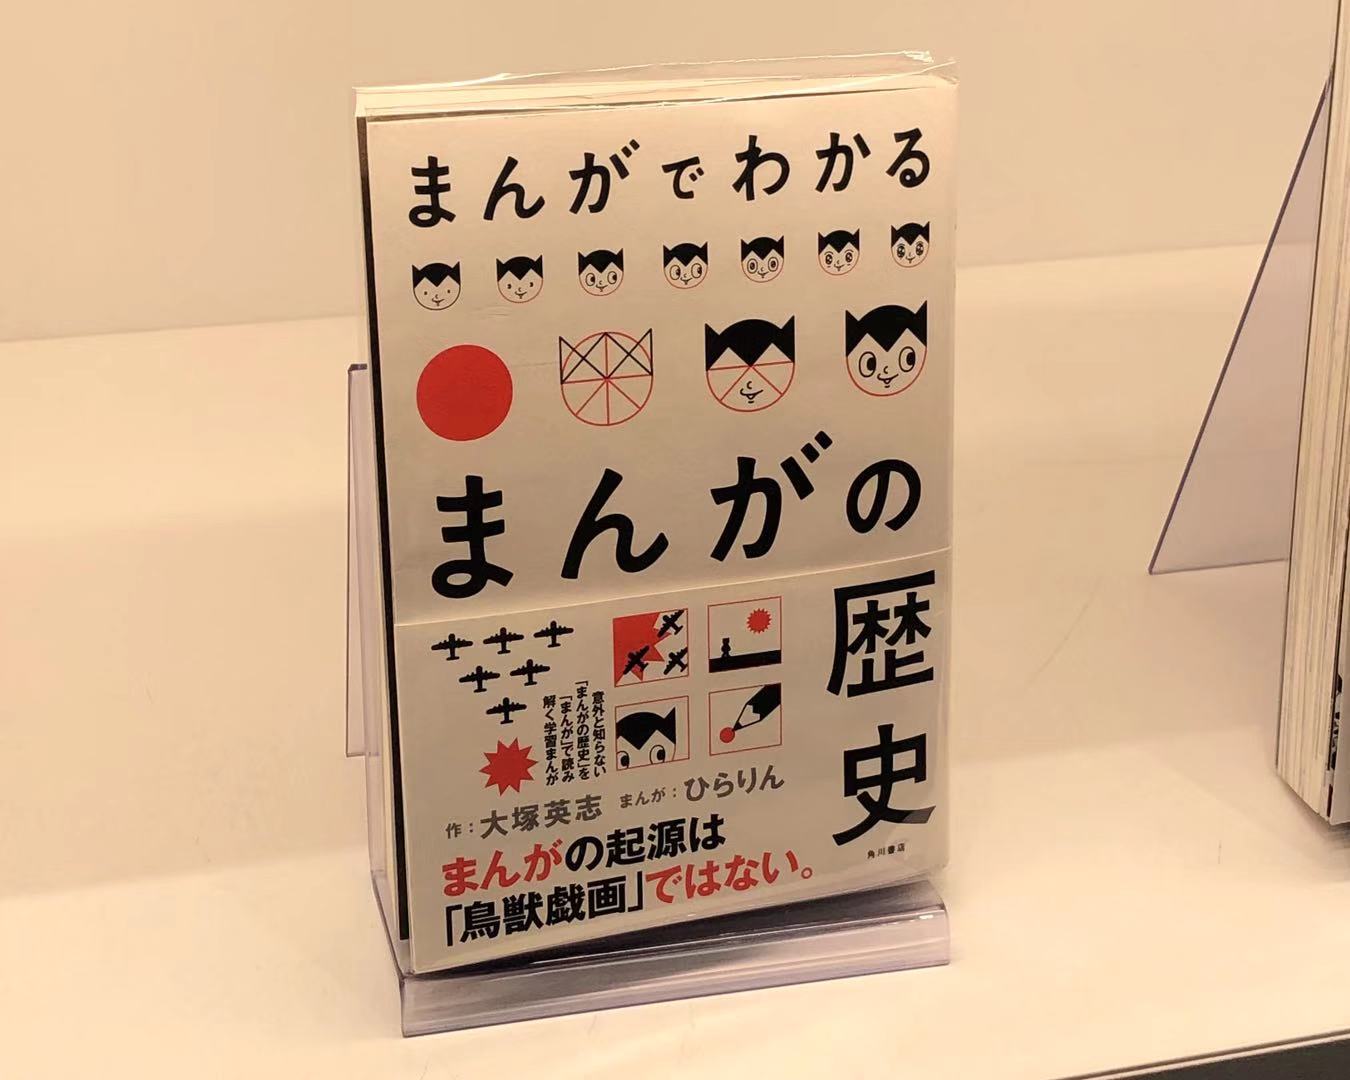 まんがでわかる
まんがの
歴史
意外と知らない
「まんがの歴史」を
「まんが」で読み
解く学習まんが
作：大塚英志 まんが：ひらりん
角川書店
まんがの起源は
「鳥獣戯画」ではない。